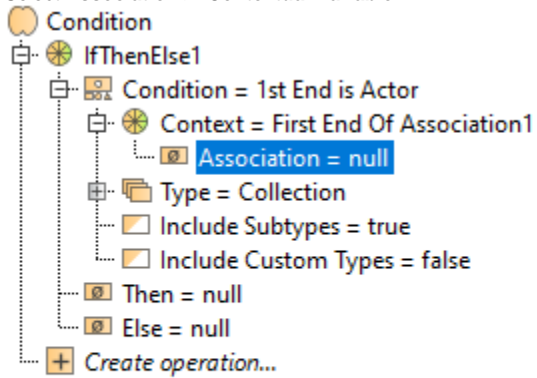 Condition
IfThenElse1
Condition = 1st End is Actor
Context = First End Of Association1
Association = null
Type = Collection
Include Subtypes = true
Include Custom Types = false
Then = null
Else = null
Create operation...